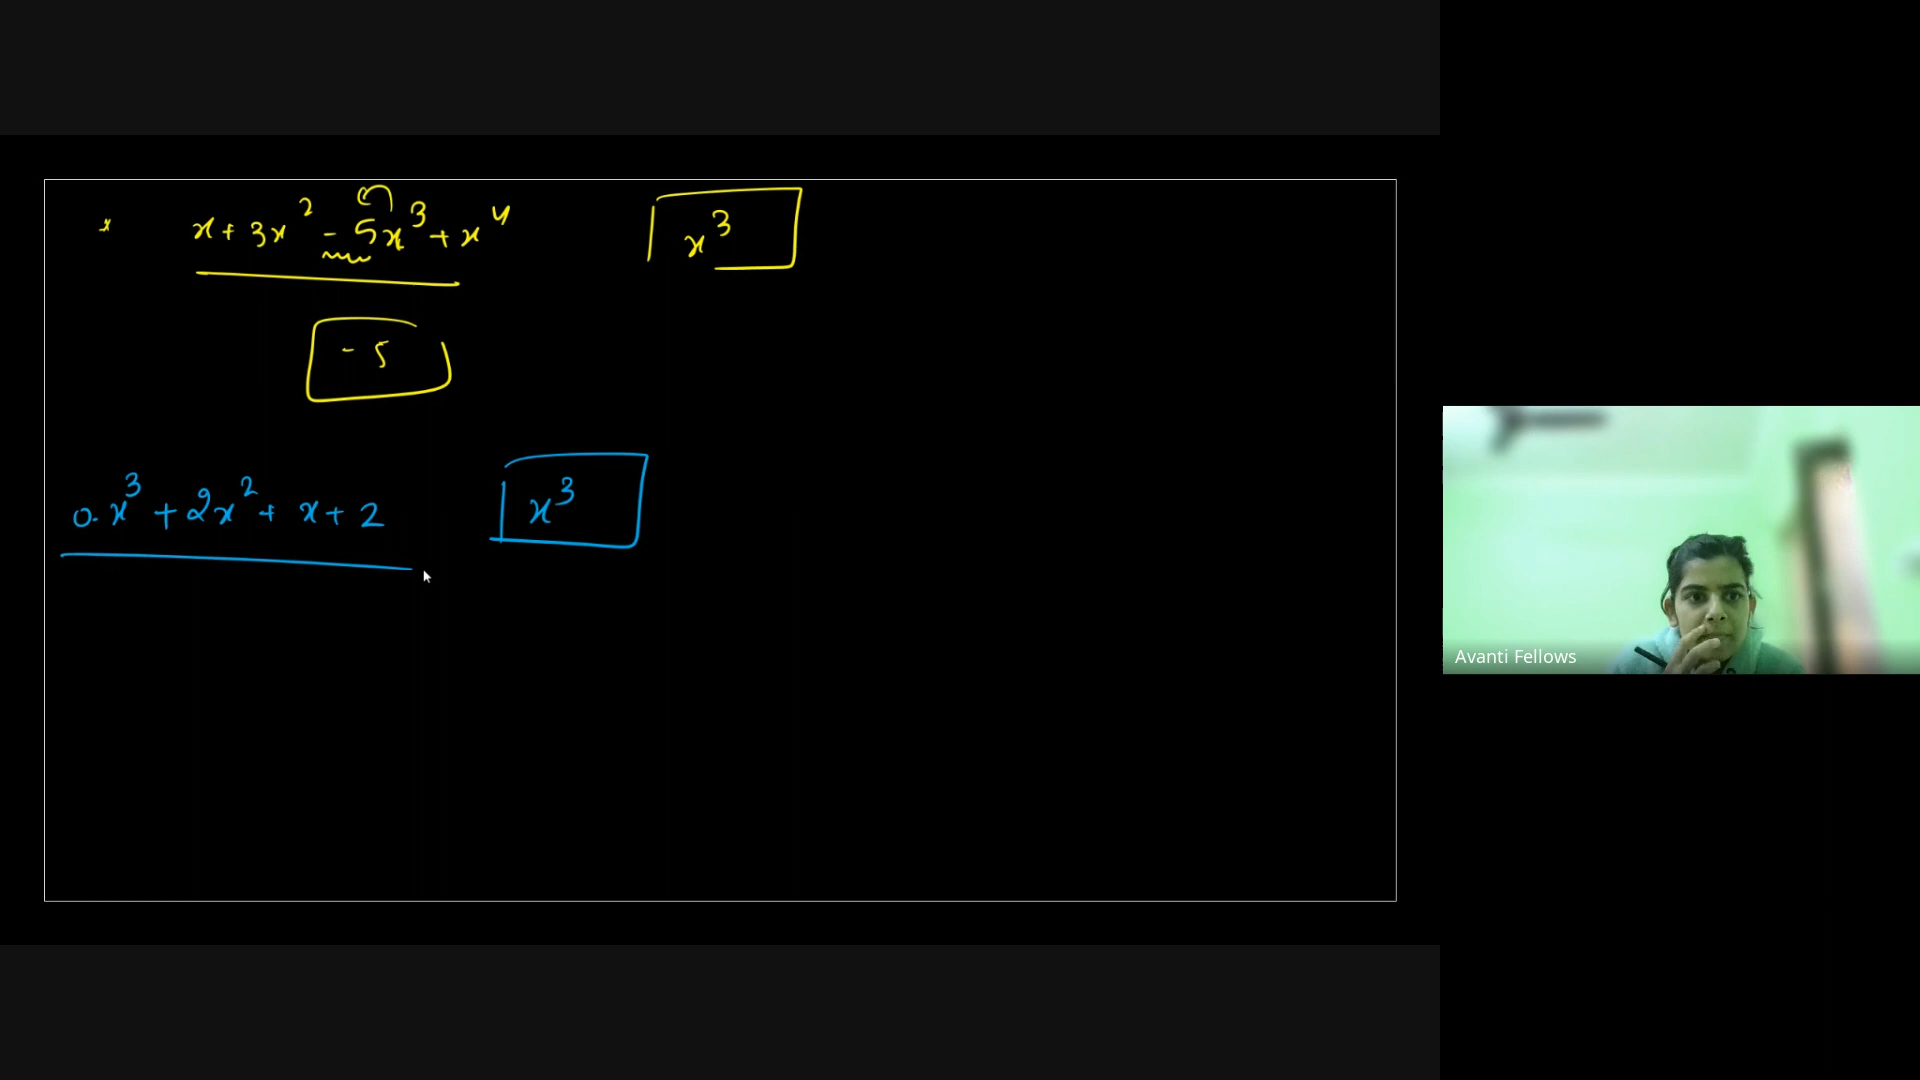 * x + 3x² - 5x³ + x⁴ x³
- 5
0. x³ + 2x² + x + 2 x³
Avanti Fellows